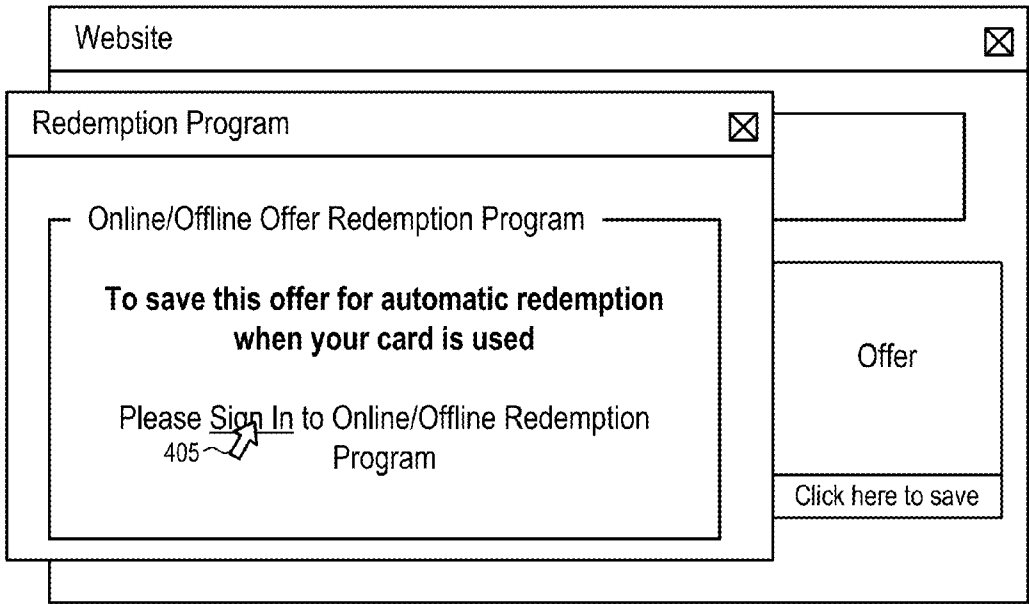 Website
Redemption Program
Online/Offline Offer Redemption Program
To save this offer for automatic redemption
when your card is used
Please Sign In to Online/Offline Redemption
405
Program
Offer
Click here to save